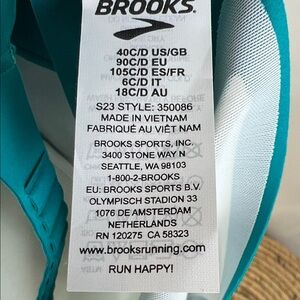 BROOKS
40C/D US/GB
90C/D EU
105C/D ES/FR
6C/D IT
18C/D AU
S23 STYLE: 350086
MADE IN VIETNAM
FABRIQUÉ AU VIÊT NAM
BROOKS SPORTS, INC.
3400 STONE WAY N
SEATTLE, WA 98103
1-800-2-BROOKS
EU: BROOKS SPORTS B.V.
OLYMPISCH STADION 33
1076 DE AMSTERDAM
NETHERLANDS
RN 120275 CA 58323
www.brooksrunning.com
RUN HAPPY!